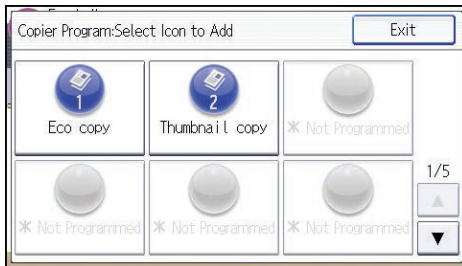 Copier Program:Select Icon to Add
Exit
1
2
Eco copy
Thumbnail copy
* Not Programmed
1/5
* Not Programmed
* Not Programmed
* Not Programmed